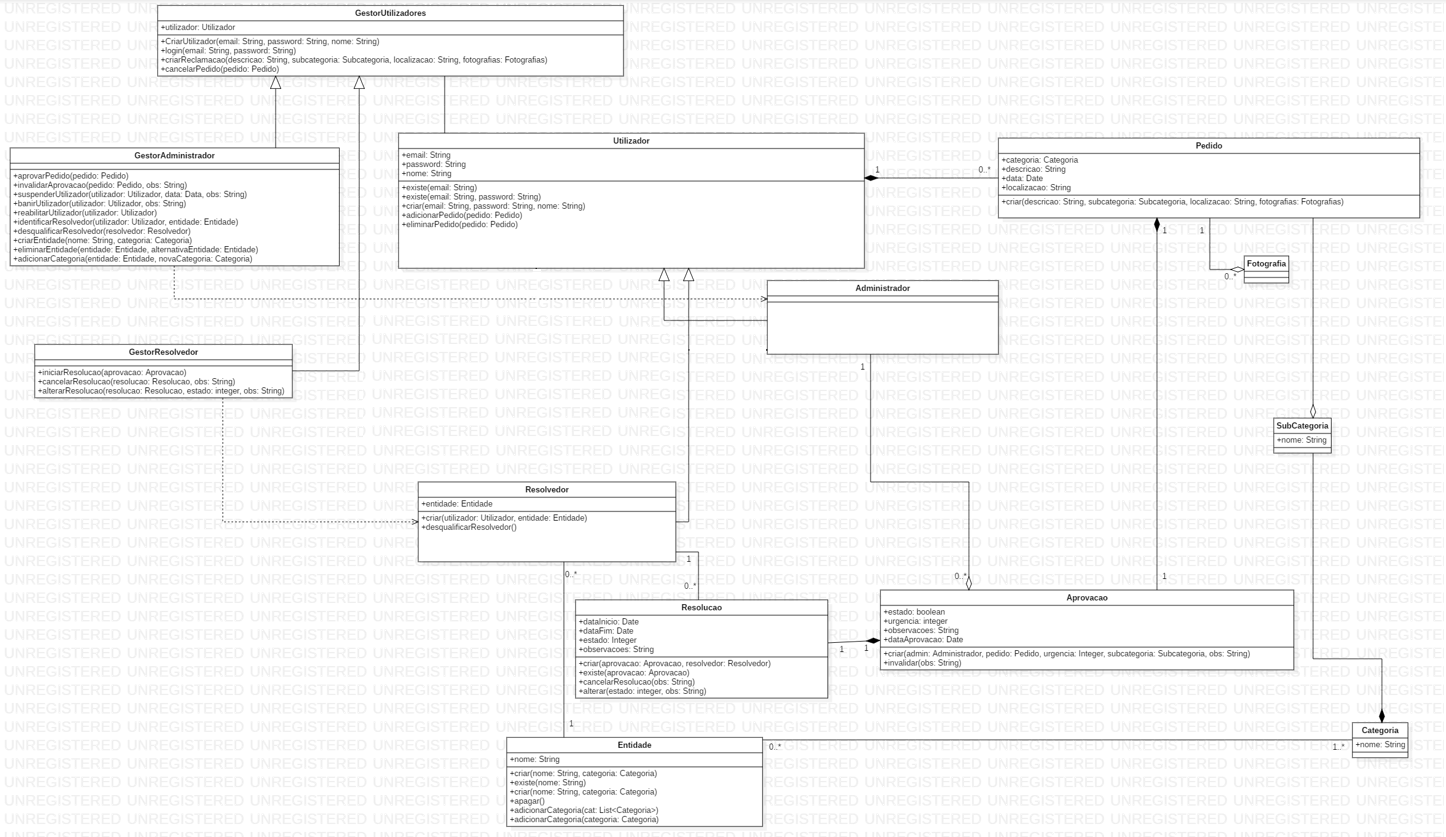 GestorUtilizadores
+utilizador: Utilizador
+CriarUtilizador(email: String, password: String, nome: String)
+login(email: String, password: String)
+criarReclamacao(descricao: String, subcategoria: Subcategoria, localizacao: String, fotografias: Fotografias)
+cancelarPedido(pedido: Pedido)
GestorAdministrador
+aprovarPedido(pedido: Pedido)
+invalidarAprovacao(pedido: Pedido, obs: String)
+suspenderUtilizador(utilizador: Utilizador, data: Data, obs: String)
+banirUtilizador(utilizador: Utilizador, obs: String)
+reabilitarUtilizador(utilizador: Utilizador)
+identificarResolvedor(utilizador: Utilizador, entidade: Entidade)
+desqualificarResolvedor(resolvedor: Resolvedor)
+criarEntidade(nome: String, categoria: Categoria)
+eliminarEntidade(entidade: Entidade, alternativaEntidade: Entidade)
+adicionarCategoria(entidade: Entidade, novaCategoria: Categoria)
Utilizador
+email: String
+password: String
+nome: String
+existe(email: String)
+existe(email: String, password: String)
+criar(email: String, password: String, nome: String)
+adicionarPedido(pedido: Pedido)
+eliminarPedido(pedido: Pedido)
1
0..*
Pedido
+categoria: Categoria
+descricao: String
+data: Date
+localizacao: String
+criar(descricao: String, subcategoria: Subcategoria, localizacao: String, fotografias: Fotografias)
1
1
0..*
Fotografia
Administrador
1
GestorResolvedor
+iniciarResolucao(aprovacao: Aprovacao)
+cancelarResolucao(resolucao: Resolucao, obs: String)
+alterarResolucao(resolucao: Resolucao, estado: integer, obs: String)
SubCategoria
+nome: String
Resolvedor
+entidade: Entidade
+criar(utilizador: Utilizador, entidade: Entidade)
+desqualificarResolvedor()
0..*
1
0..*
0..*
1
Resolucao
+dataInicio: Date
+dataFim: Date
+estado: Integer
+observacoes: String
+criar(aprovacao: Aprovacao, resolvedor: Resolvedor)
+existe(aprovacao: Aprovacao)
+cancelarResolucao(obs: String)
+alterar(estado: integer, obs: String)
1
1
Aprovacao
+estado: boolean
+urgencia: integer
+observacoes: String
+dataAprovacao: Date
+criar(admin: Administrador, pedido: Pedido, urgencia: Integer, subcategoria: Subcategoria, obs: String)
+invalidar(obs: String)
1
Entidade
+nome: String
+criar(nome: String, categoria: Categoria)
+existe(nome: String)
+criar(nome: String, categoria: Categoria)
+apagar()
+adicionarCategoria(cat: List<Categoria>)
+adicionarCategoria(categoria: Categoria)
0..*
1..*
Categoria
+nome: String
UNREGISTERED